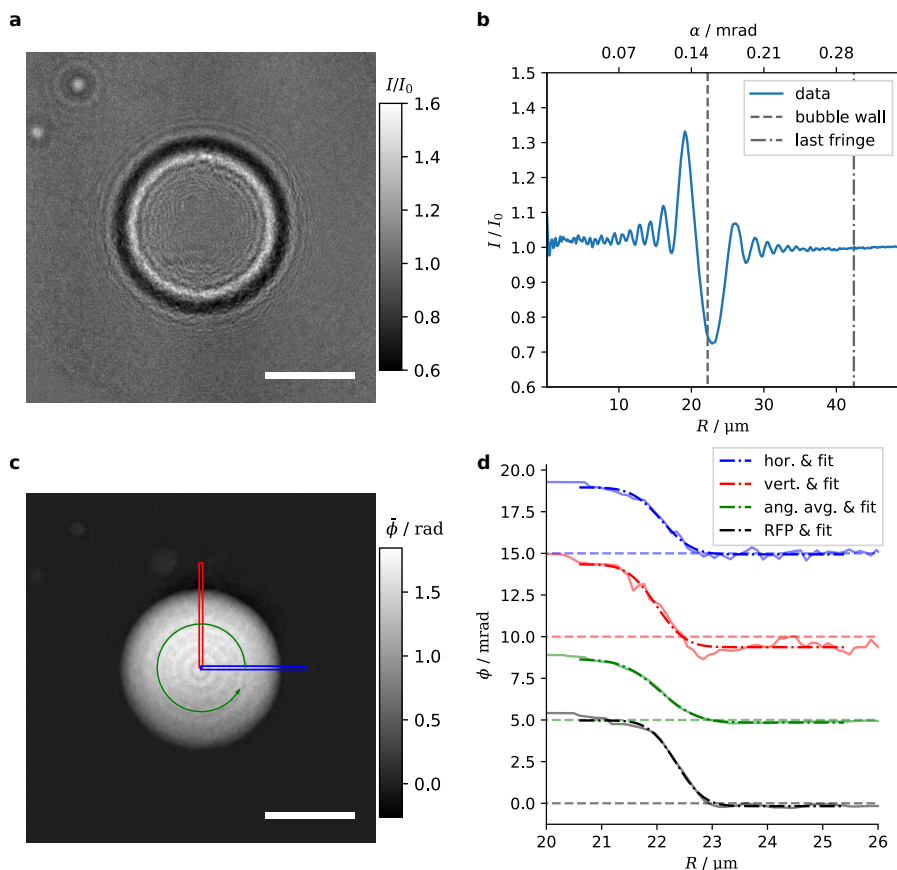 a
I/I0
1.6
1.4
1.2
1.0
0.8
0.6
b
α / mrad
0.07 0.14 0.21 0.28
1.5
1.4
1.3
1.2
1.1
1.0
0.9
0.8
0.7
0.6
I / I0
data
bubble wall
last fringe
10 20 30 40
R / μm
c
ϕ̄ / rad
1.5
1.0
0.5
0.0
d
hor. & fit
vert. & fit
ang. avg. & fit
RFP & fit
20.0
17.5
15.0
12.5
10.0
7.5
5.0
2.5
0.0
ϕ / mrad
20 21 22 23 24 25 26
R / μm